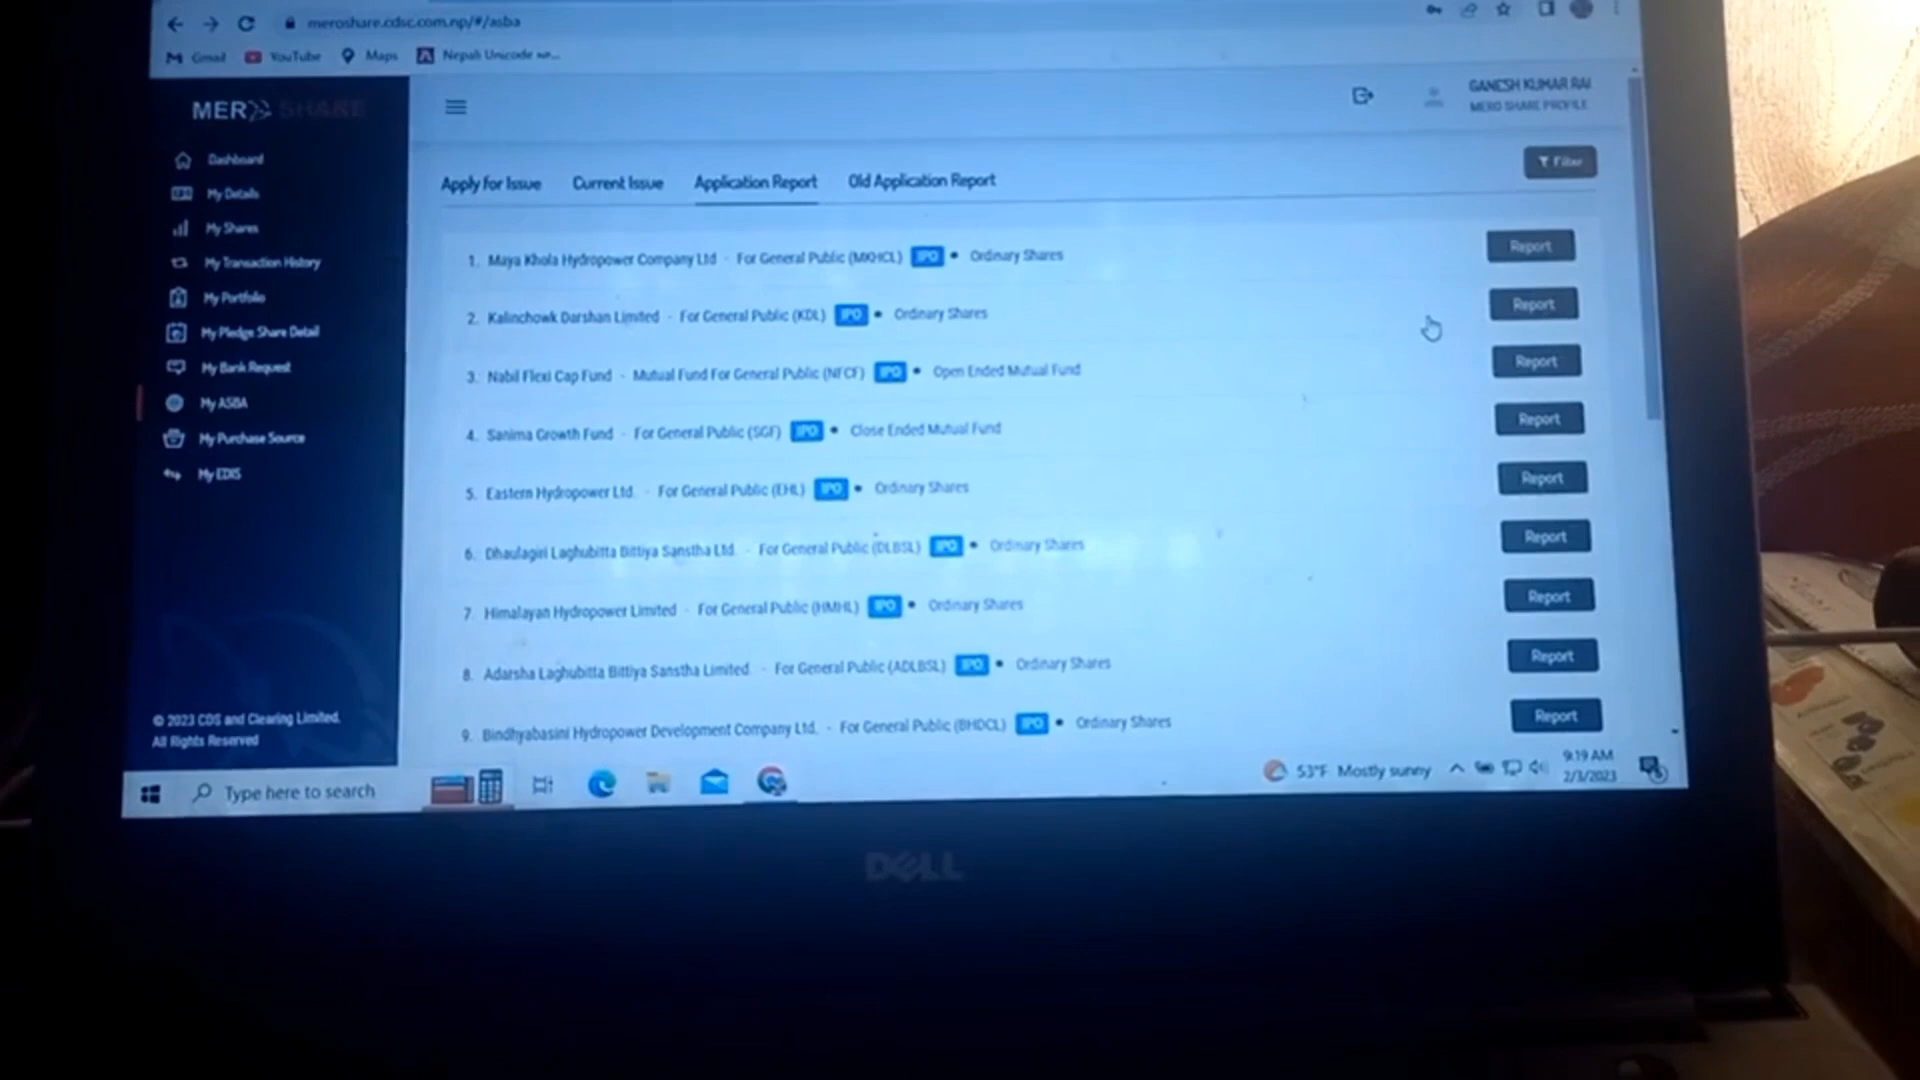 meroshare.cdsc.com.np/#/asba
Gmail YouTube Maps Nepali Unicode
MERO SHARE
GANESH KUMAR RAI
MERO SHARE PROFILE
Dashboard
My Details
My Shares
My Transaction History
My Portfolio
My Pledge Share Detail
My Bank Request
My ASBA
My Purchase Source
My EDIS
© 2023 CDS and Clearing Limited.
All Rights Reserved
Apply for Issue Current Issue Application Report Old Application Report
Filter
1. Maya Khola Hydropower Company Ltd - For General Public (MKHCL) IPO • Ordinary Shares Report
2. Kalinchowk Darshan Limited - For General Public (KDL) IPO • Ordinary Shares Report
3. Nabil Flexi Cap Fund - Mutual Fund For General Public (NFCF) IPO • Open Ended Mutual Fund Report
4. Sanima Growth Fund - For General Public (SGF) IPO • Close Ended Mutual Fund Report
5. Eastern Hydropower Ltd. - For General Public (EHL) IPO • Ordinary Shares Report
6. Dhaulagiri Laghubitta Bittiya Sanstha Ltd. - For General Public (DLBSL) IPO • Ordinary Shares Report
7. Himalayan Hydropower Limited - For General Public (HMHL) IPO • Ordinary Shares Report
8. Adarsha Laghubitta Bittiya Sanstha Limited. - For General Public (ADLBSL) IPO • Ordinary Shares Report
9. Bindhyabasini Hydropower Development Company Ltd. - For General Public (BHDCL) IPO • Ordinary Shares Report
Type here to search
53°F Mostly sunny
9:19 AM
2/3/2023
DELL